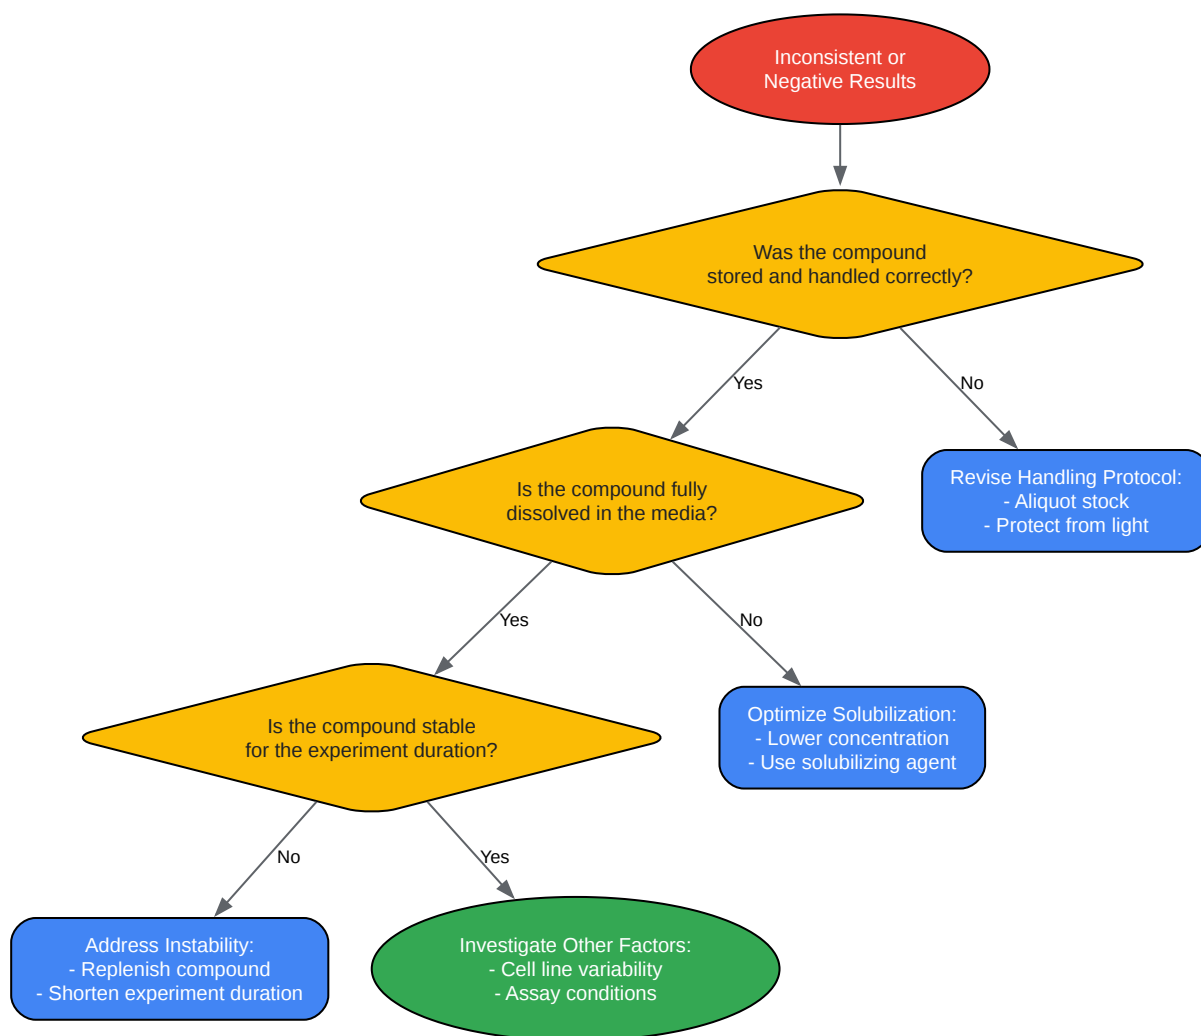 Inconsistent or
Negative Results
Was the compound
stored and handled correctly?
Yes
No
Is the compound fully
dissolved in the media?
Revise Handling Protocol:
- Aliquot stock
- Protect from light
Yes
No
Is the compound stable
for the experiment duration?
Optimize Solubilization:
- Lower concentration
- Use solubilizing agent
No
Yes
Address Instability:
- Replenish compound
- Shorten experiment duration
Investigate Other Factors:
- Cell line variability
- Assay conditions